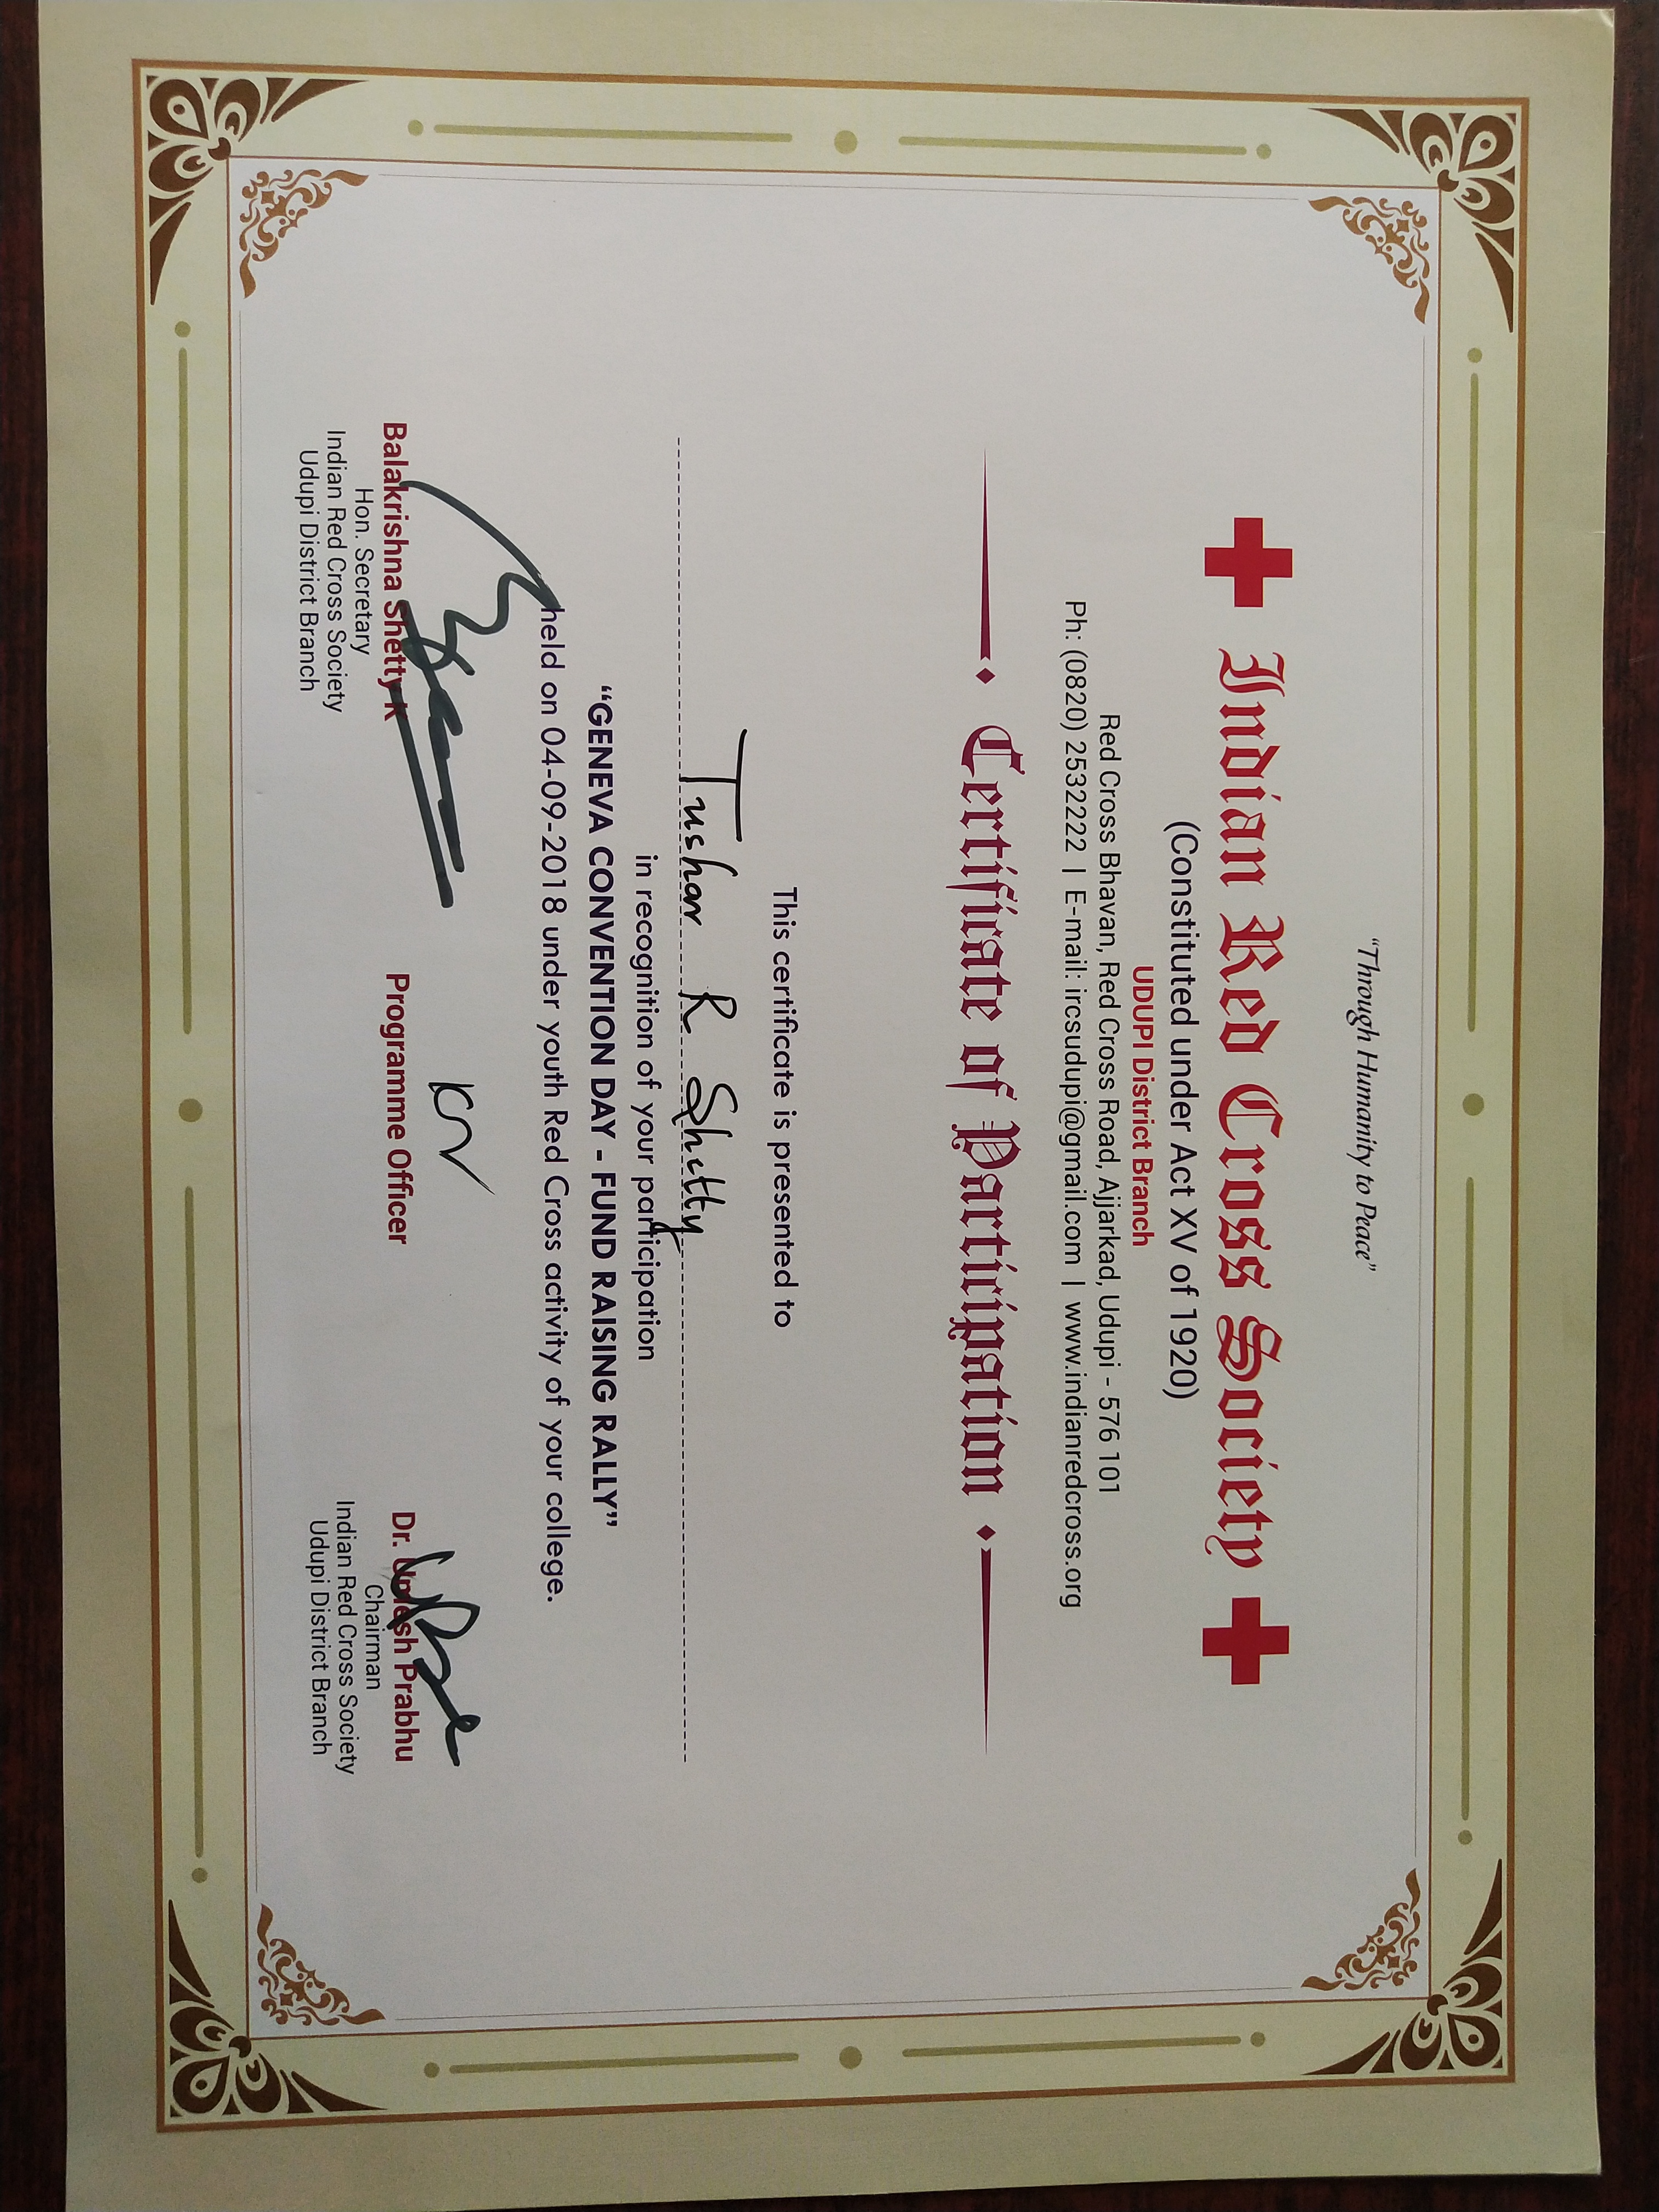 "Through Humanity to Peace"
Indian Red Cross Society
(Constituted under Act XV of 1920)
UDUPI District Branch
Red Cross Bhavan, Red Cross Road, Ajjarkad, Udupi - 576 101
Ph: (0820) 2532222 | E-mail: ircsudupi@gmail.com | www.indianredcross.org
Certificate of Participation
This certificate is presented to
Tushar R Shetty
in recognition of your participation
“GENEVA CONVENTION DAY - FUND RAISING RALLY”
held on 04-09-2018 under youth Red Cross activity of your college.
Balakrishna Shetty K
Hon. Secretary
Indian Red Cross Society
Udupi District Branch
Programme Officer
Dr. Umesh Prabhu
Chairman
Indian Red Cross Society
Udupi District Branch